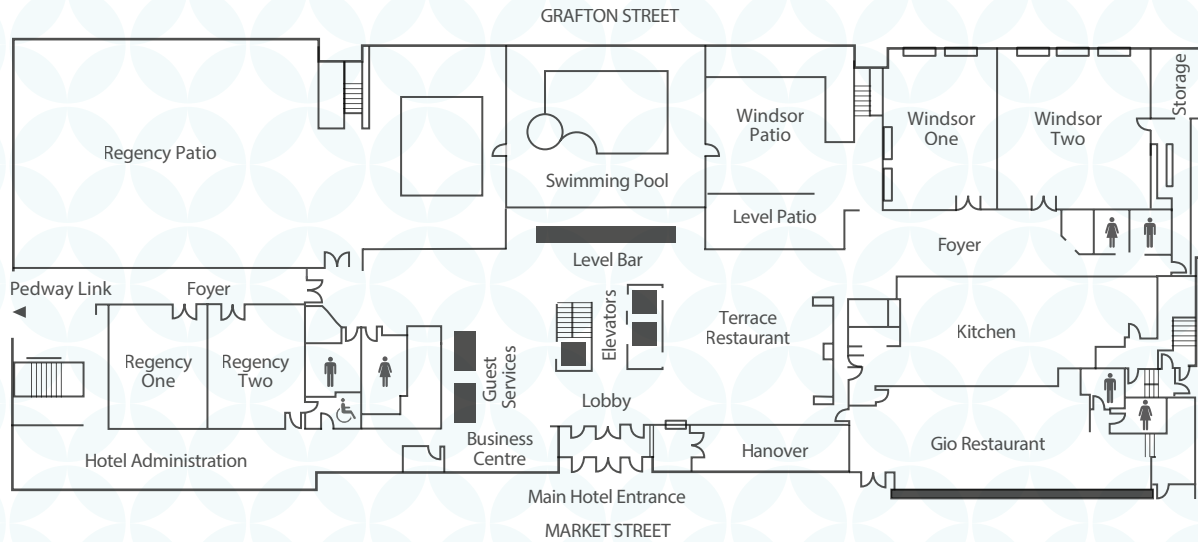 GRAFTON STREET
Regency Patio
Swimming Pool
Windsor
Patio
Level Patio
Windsor
One
Windsor
Two
Storage
Level Bar
Foyer
Pedway Link
Foyer
Regency
One
Regency
Two
Guest
Services
Elevators
Terrace
Restaurant
Kitchen
Lobby
Hotel Administration
Business
Centre
Hanover
Gio Restaurant
Main Hotel Entrance
MARKET STREET